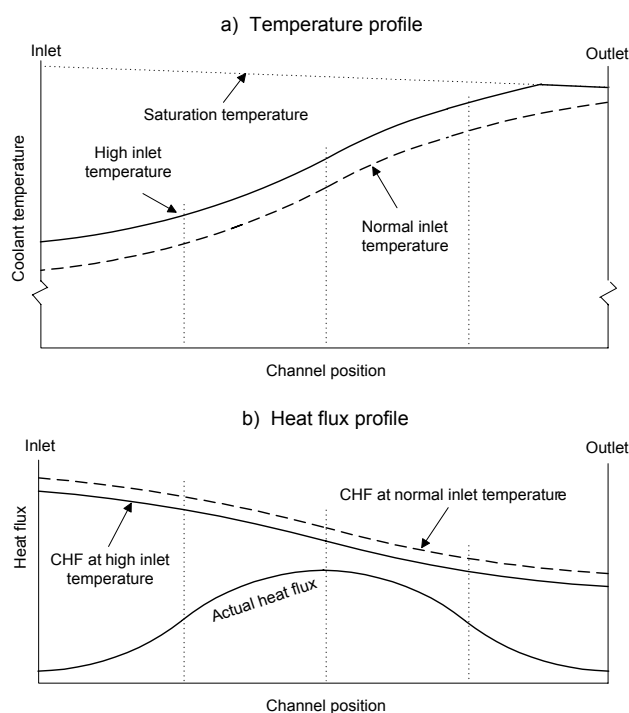 a) Temperature profile
Inlet
Outlet
Saturation temperature
High inlet
temperature
Normal inlet
temperature
Coolant temperature
Channel position
b) Heat flux profile
Inlet
Outlet
CHF at normal inlet temperature
CHF at high inlet
temperature
Actual heat flux
Heat flux
Channel position